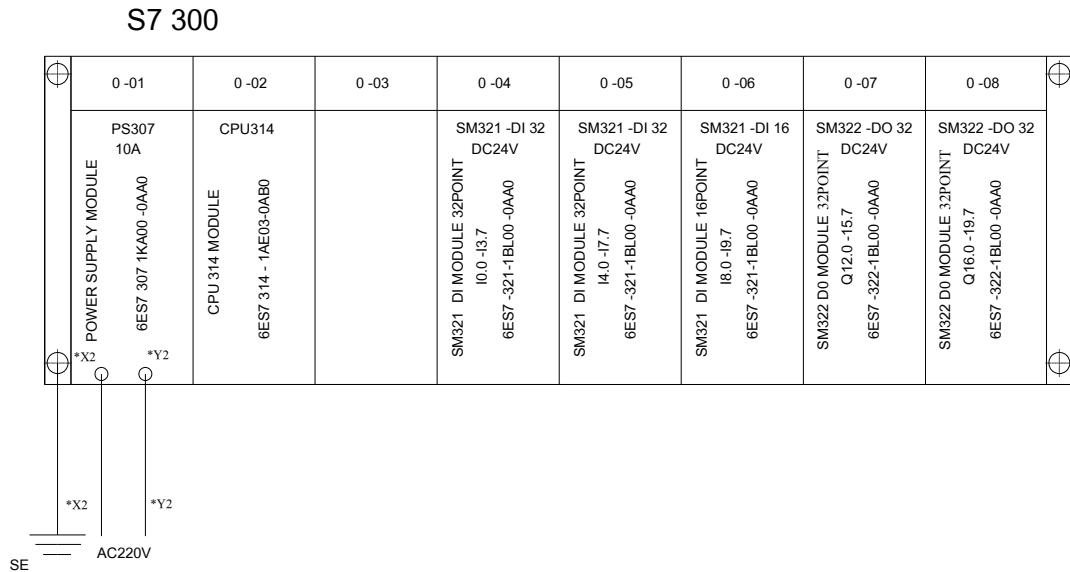 S7 300
0 -01
0 -02
0 -03
0 -04
0 -05
0 -06
0 -07
0 -08
PS307
10A
POWER SUPPLY MODULE
6ES7 307 1KA00 -0AA0
CPU314
CPU 314 MODULE
6ES7 314 - 1AE03-0AB0
SM321 -DI 32
DC24V
SM321 DI MODULE 32POINT
I0.0 -I3.7
6ES7 -321-1BL00 -0AA0
SM321 -DI 32
DC24V
SM321 DI MODULE 32POINT
I4.0 -I7.7
6ES7 -321-1BL00 -0AA0
SM321 -DI 16
DC24V
SM321 DI MODULE 16POINT
I8.0 -I9.7
6ES7 -321-1BL00 -0AA0
SM322 -DO 32
DC24V
SM322 D0 MODULE 32POINT
Q12.0 -15.7
6ES7 -322-1BL00 -0AA0
SM322 -DO 32
DC24V
SM322 D0 MODULE 32POINT
Q16.0 -19.7
6ES7 -322-1BL00 -0AA0
*X2
*Y2
*X2
*Y2
AC220V
SE